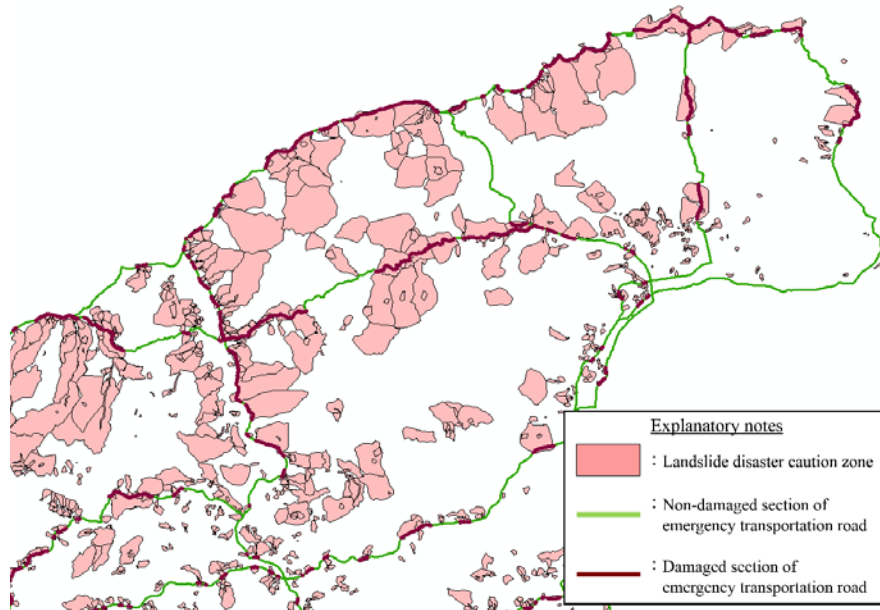 Explanatory notes
: Landslide disaster caution zone
: Non-damaged section of
emergency transportation road
: Damaged section of
emergency transportation road